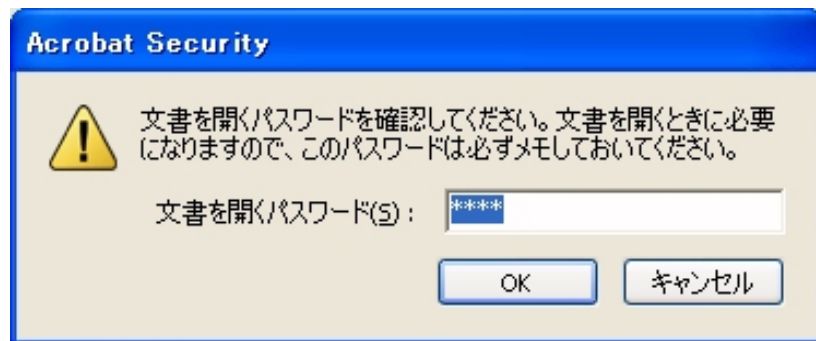 Acrobat Security
文書を開くパスワードを確認してください。文書を開くときに必要
になりますので、このパスワードは必ずメモしておいてください。
文書を開くパスワード(S):
****
OK キャンセル